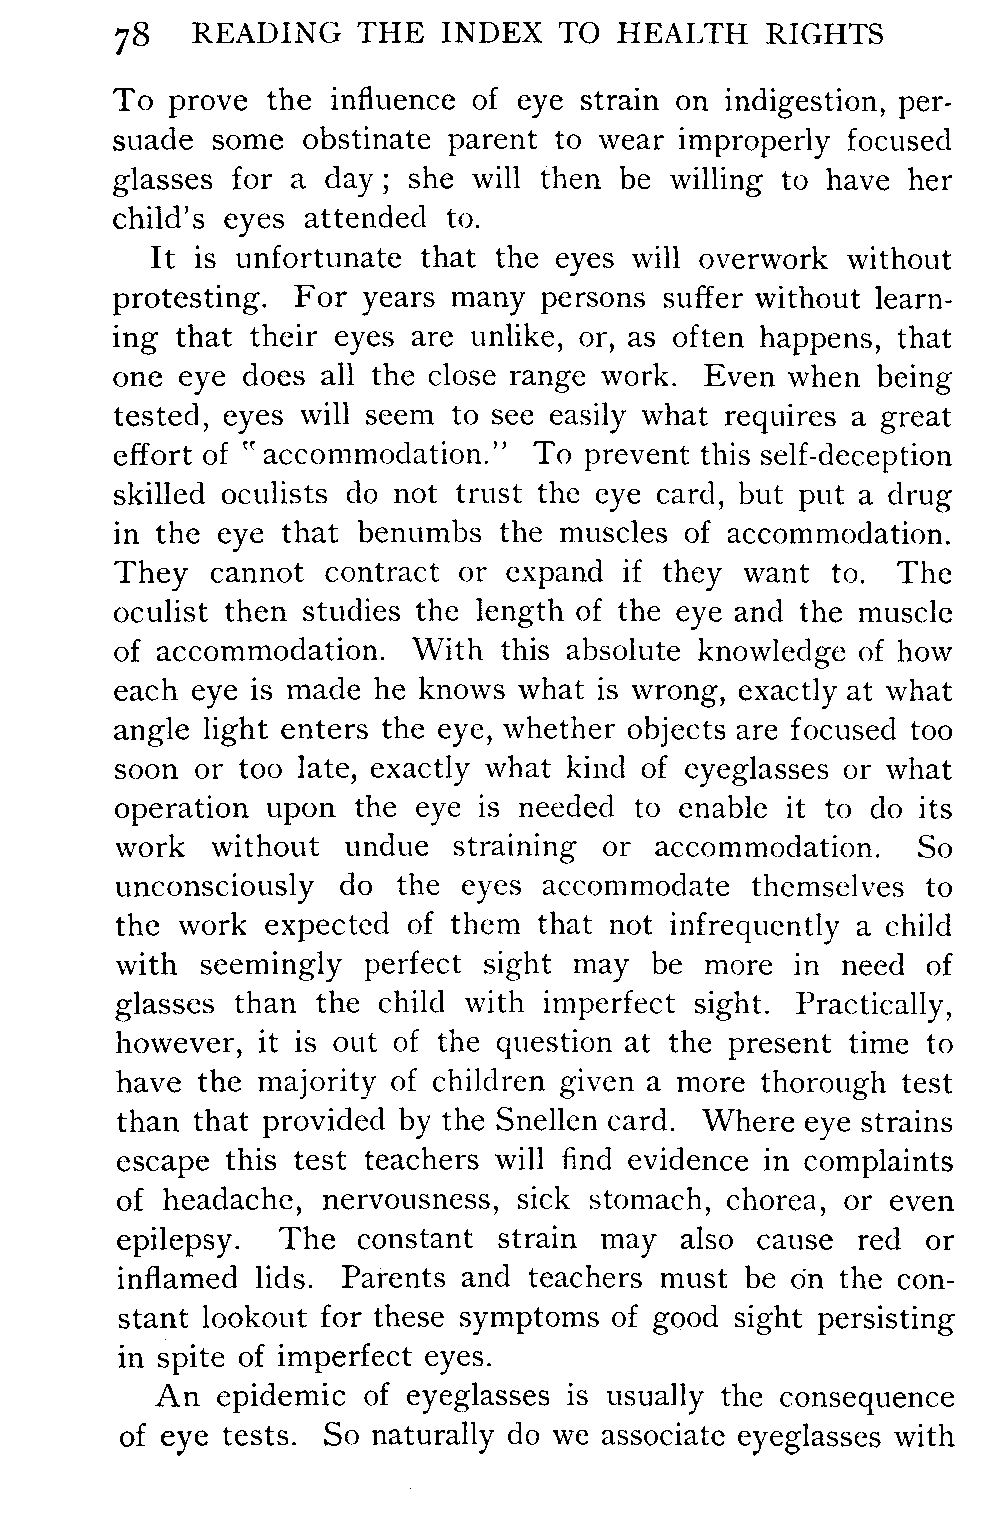 78 READING THE INDEX TO HEALTH RIGHTS
To prove the influence of eye strain on indigestion, per-
suade some obstinate parent to wear improperly focused
glasses for a day; she will then be willing to have her
child's eyes attended to.
It is unfortunate that the eyes will overwork without
protesting. For years many persons suffer without learn-
ing that their eyes are unlike, or, as often happens, that
one eye does all the close range work. Even when being
tested, eyes will seem to see easily what requires a great
effort of "accommodation." To prevent this self-deception
skilled oculists do not trust the eye card, but put a drug
in the eye that benumbs the muscles of accommodation.
They cannot contract or expand if they want to. The
oculist then studies the length of the eye and the muscle
of accommodation. With this absolute knowledge of how
each eye is made he knows what is wrong, exactly at what
angle light enters the eye, whether objects are focused too
soon or too late, exactly what kind of eyeglasses or what
operation upon the eye is needed to enable it to do its
work without undue straining or accommodation. So
unconsciously do the eyes accommodate themselves to
the work expected of them that not infrequently a child
with seemingly perfect sight may be more in need of
glasses than the child with imperfect sight. Practically,
however, it is out of the question at the present time to
have the majority of children given a more thorough test
than that provided by the Snellen card. Where eye strains
escape this test teachers will find evidence in complaints
of headache, nervousness, sick stomach, chorea, or even
epilepsy. The constant strain may also cause red or
inflamed lids. Parents and teachers must be on the con-
stant lookout for these symptoms of good sight persisting
in spite of imperfect eyes.
An epidemic of eyeglasses is usually the consequence
of eye tests. So naturally do we associate eyeglasses with